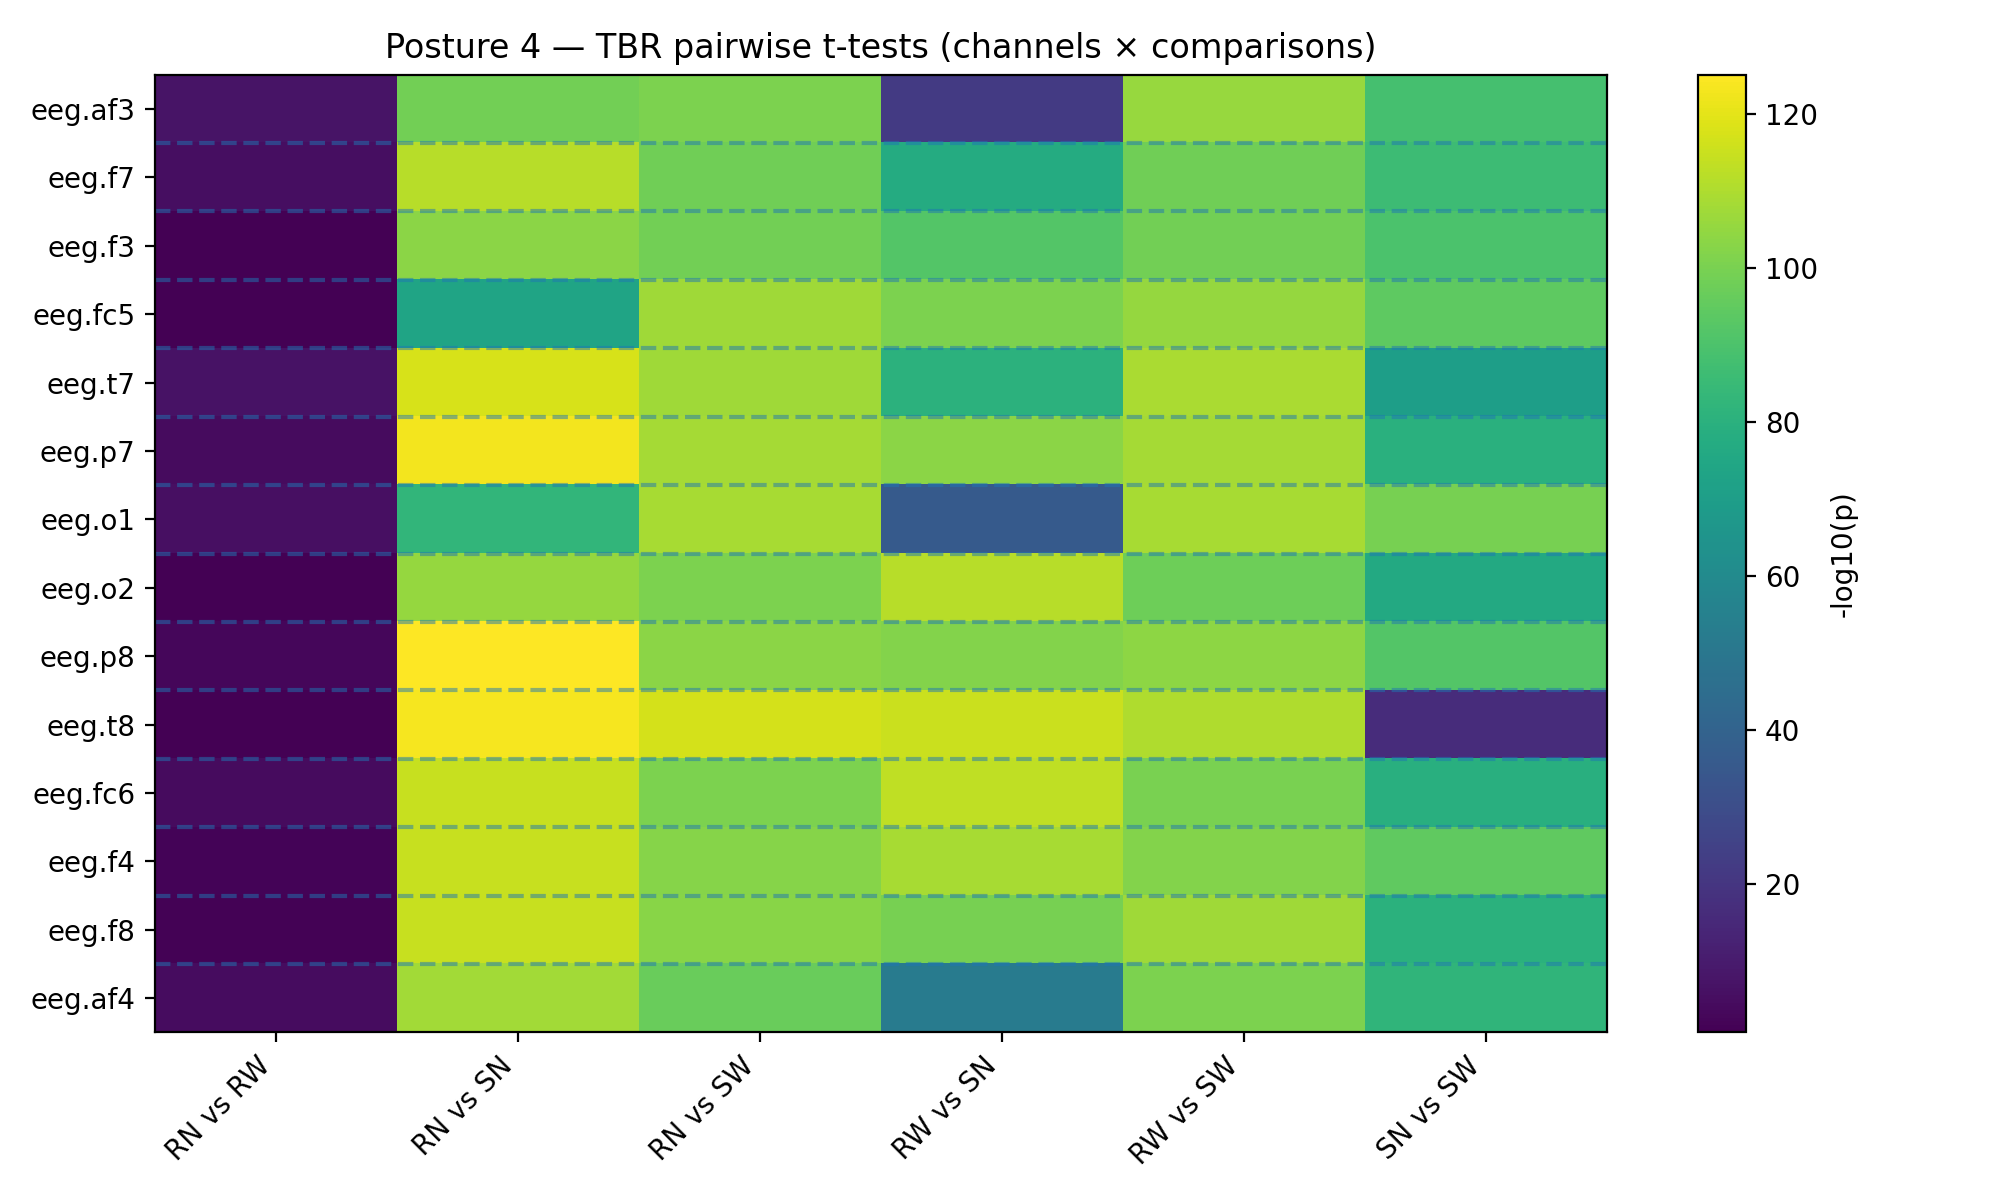 Posture 4 — TBR pairwise t-tests (channels × comparisons)
eeg.af3
eeg.f7
eeg.f3
eeg.fc5
eeg.t7
eeg.p7
eeg.o1
eeg.o2
eeg.p8
eeg.t8
eeg.fc6
eeg.f4
eeg.f8
eeg.af4
RN vs RW
RN vs SN
RN vs SW
RW vs SN
RW vs SW
SN vs SW
120
100
80
60
40
20
-log10(p)